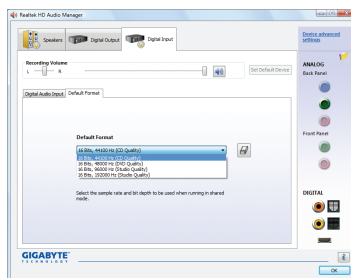 Realtek HD Audio Manager
Speakers
Digital Output
Digital Input
Device advanced
settings
Recording Volume
L
R
Set Default Device
ANALOG
Back Panel
Digital Audio Input
Default Format
Default Format
16 Bits, 44100 Hz (CD Quality)
16 Bits, 44100 Hz (CD Quality)
16 Bits, 48000 Hz (DVD Quality)
16 Bits, 96000 Hz (Studio Quality)
16 Bits, 192000 Hz (Studio Quality)
Front Panel
Select the sample rate and bit depth to be used when running in shared
mode.
DIGITAL
GIGABYTE
TECHNOLOGY
OK